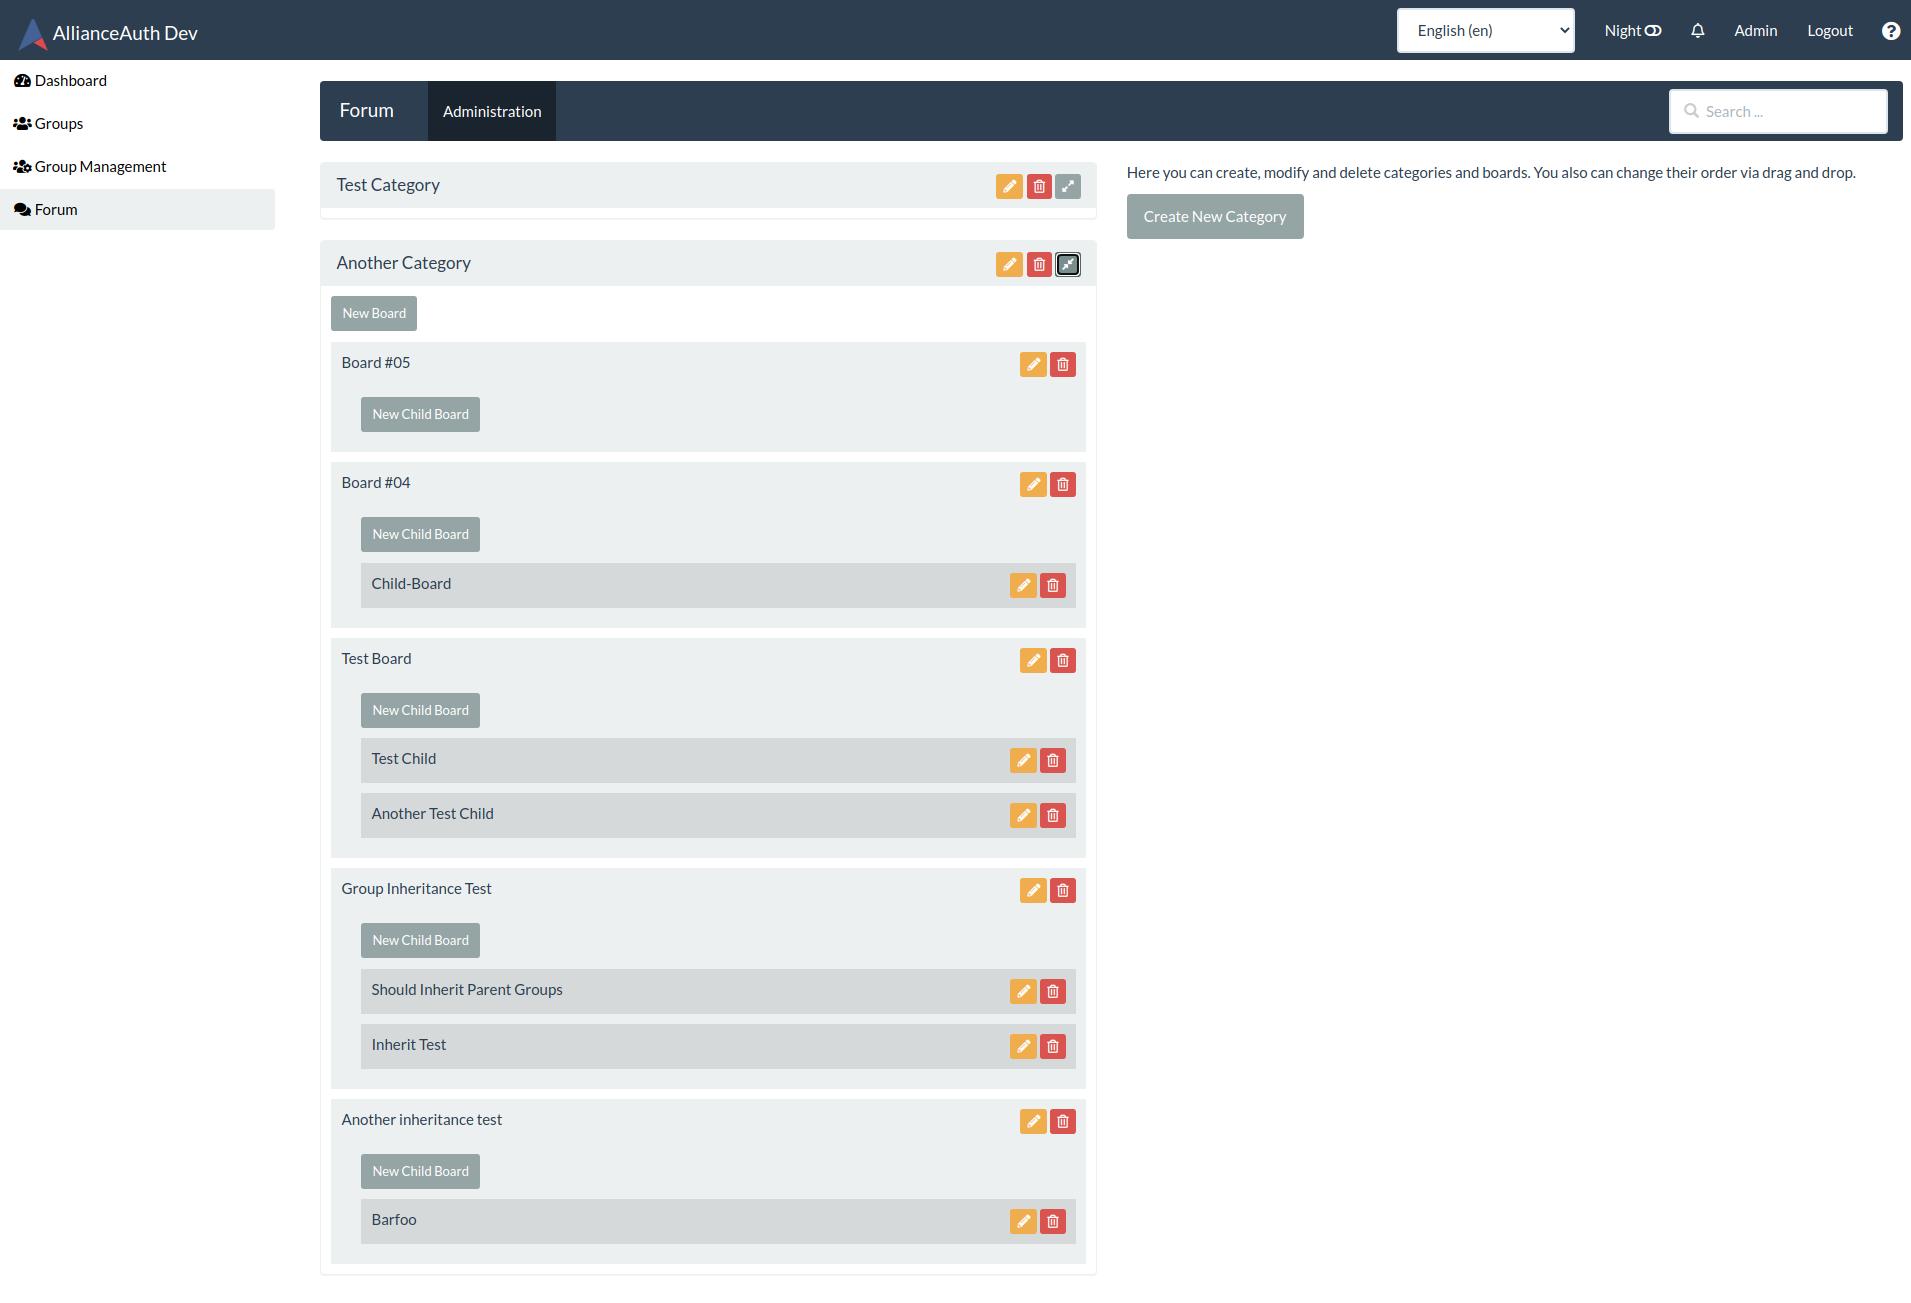 AllianceAuth Dev
English (en)
Night
Admin
Logout
Dashboard
Groups
Group Management
Forum
Forum
Administration
Search ...
Test Category
Here you can create, modify and delete categories and boards. You also can change their order via drag and drop.
Create New Category
Another Category
New Board
Board #05
New Child Board
Board #04
New Child Board
Child-Board
Test Board
New Child Board
Test Child
Another Test Child
Group Inheritance Test
New Child Board
Should Inherit Parent Groups
Inherit Test
Another inheritance test
New Child Board
Barfoo